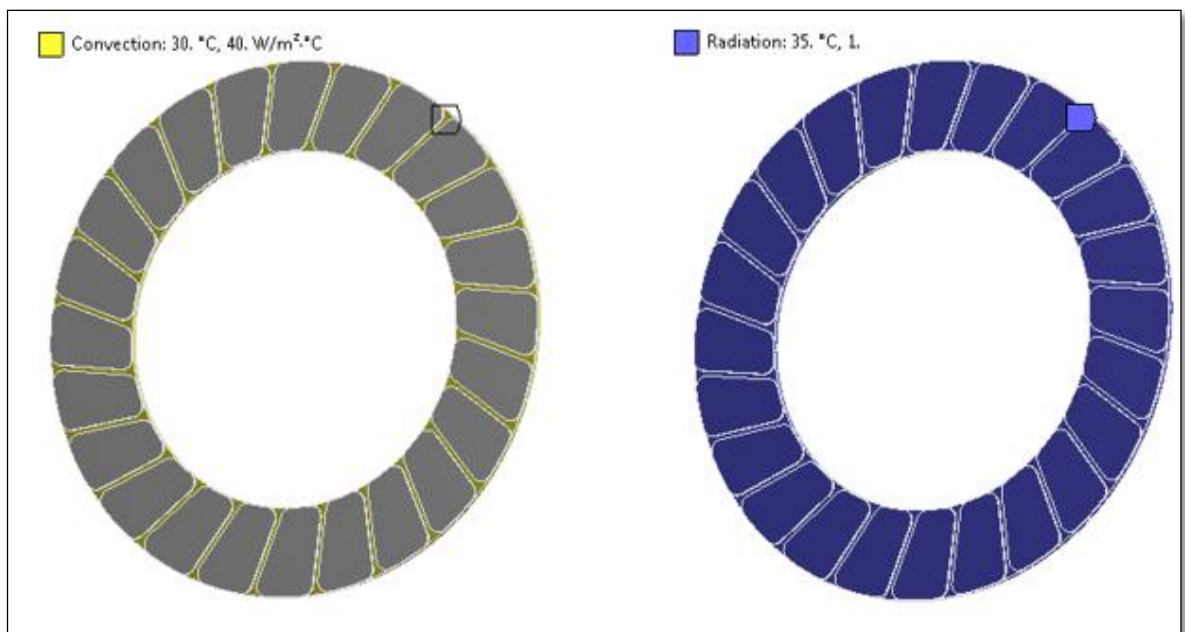 Convection: 30. °C, 40. W/m²·°C
Radiation: 35. °C, 1.